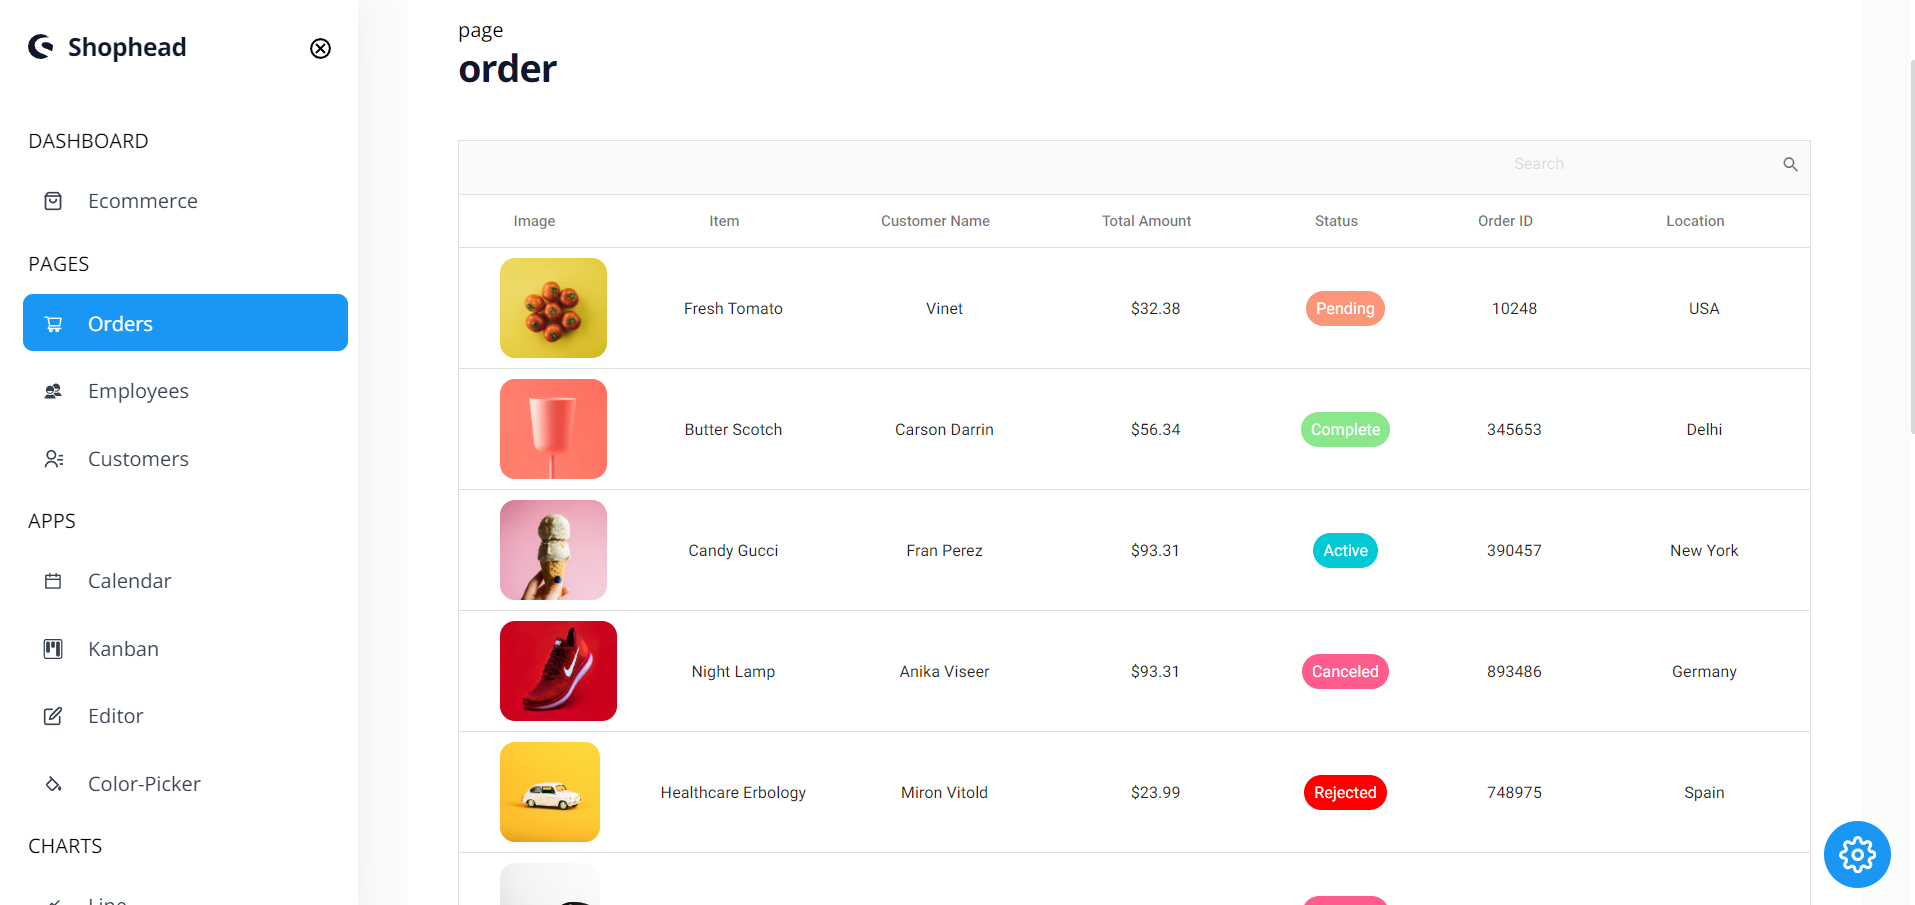 Shophead
DASHBOARD
Ecommerce
PAGES
Orders
Employees
Customers
APPS
Calendar
Kanban
Editor
Color-Picker
CHARTS
Line
page
order
Search
Image Item Customer Name Total Amount Status Order ID Location
Fresh Tomato Vinet $32.38 Pending 10248 USA
Butter Scotch Carson Darrin $56.34 Complete 345653 Delhi
Candy Gucci Fran Perez $93.31 Active 390457 New York
Night Lamp Anika Viseer $93.31 Canceled 893486 Germany
Healthcare Erbology Miron Vitold $23.99 Rejected 748975 Spain